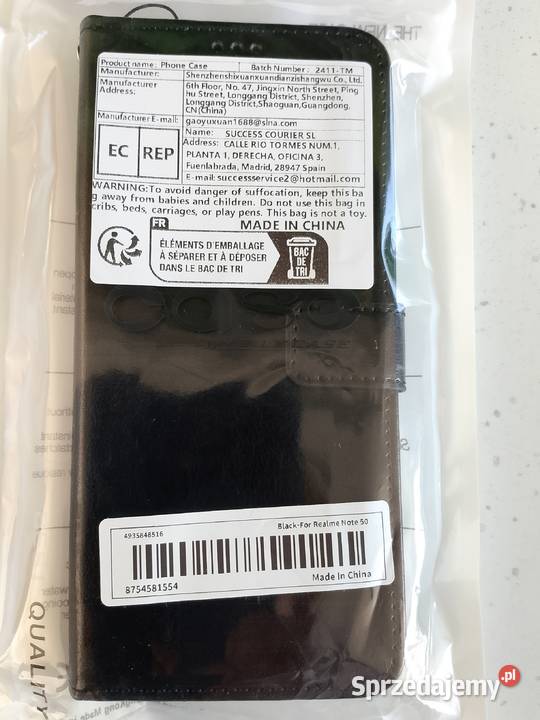 THE NEW
Product name: Phone Case
Batch Number: 2411-TM
Manufacturer:
Shenzhenshixuanxuandianzishangwu Co., Ltd.
Manufacturer
Address:
6th Floor, No. 47, Jingxin North Street, Ping
hu Street, Longgang District, Shenzhen,
Longgang District,Shaoguan,Guangdong,
CN(China)
Manufacturer E-mail:
gaoyuxuan1688@slna.com
EC REP
Name: SUCCESS COURIER SL
Address: CALLE RIO TORMES NUM.1,
PLANTA 1, DERECHA, OFICINA 3,
Fuenlabrada, Madrid, 28947 Spain
E-mail: successservice2@hotmail.com
WARNING:To avoid danger of suffocation, keep this ba
g away from babies and children. Do not use this bag in
cribs, beds, carriages, or play pens. This bag is not a toy.
MADE IN CHINA
FR
ÉLÉMENTS D'EMBALLAGE
À SÉPARER ET À DÉPOSER
DANS LE BAC DE TRI
BAC
DE
TRI
4935848516
Black-For Realme Note 50
8754581554
Made In China
QUALITY
Sprzedajemy.pl